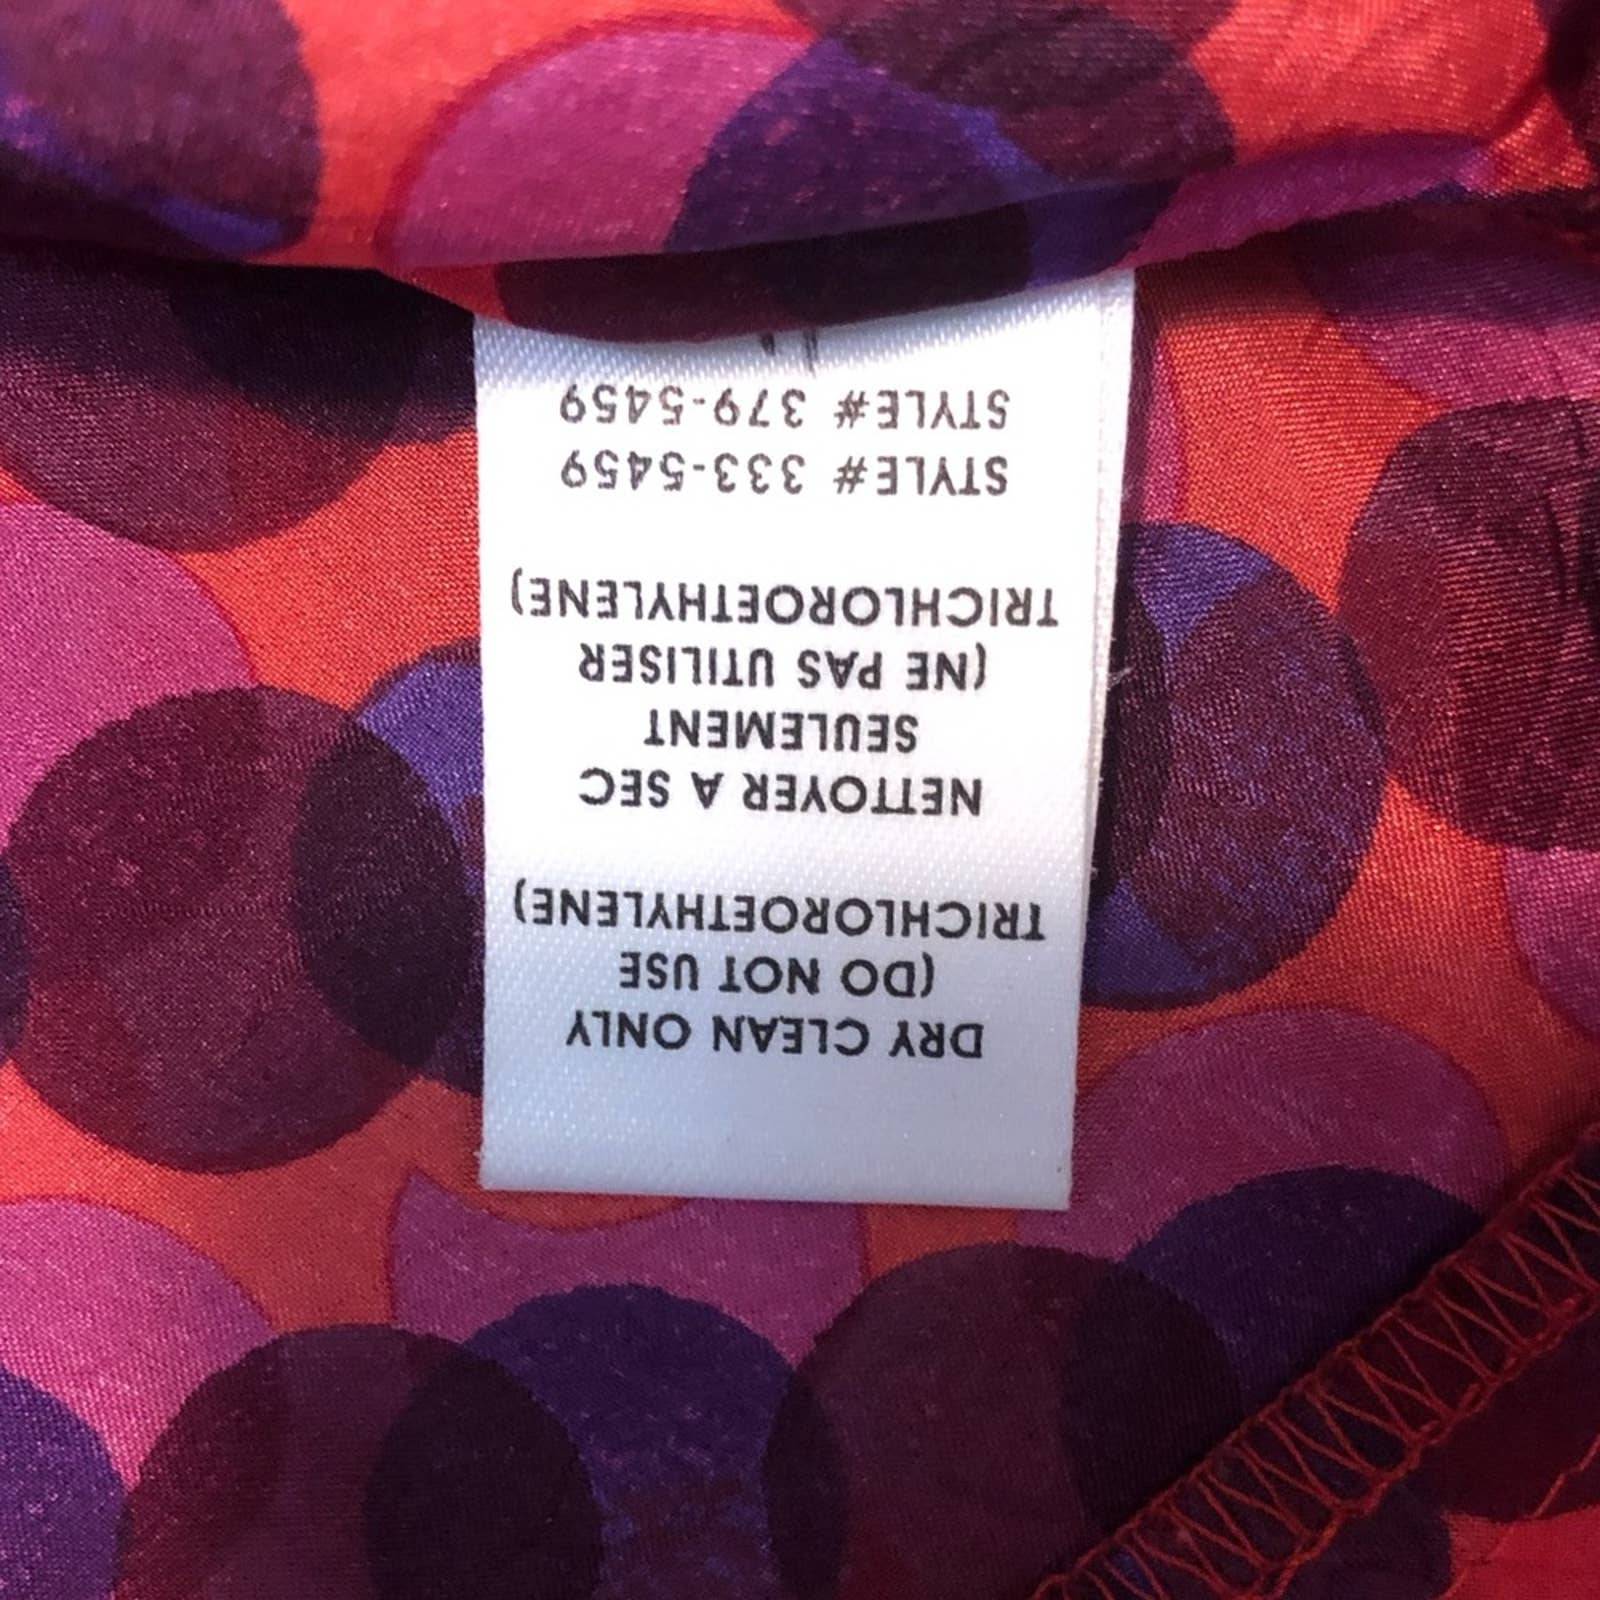 DRY CLEAN ONLY
(DO NOT USE
TRICHLOROETHYLENE)
NETTOYER A SEC
SEULEMENT
(NE PAS UTILISER
TRICHLOROETHYLENE)
STYLE# 333-5459
STYLE# 379-5459